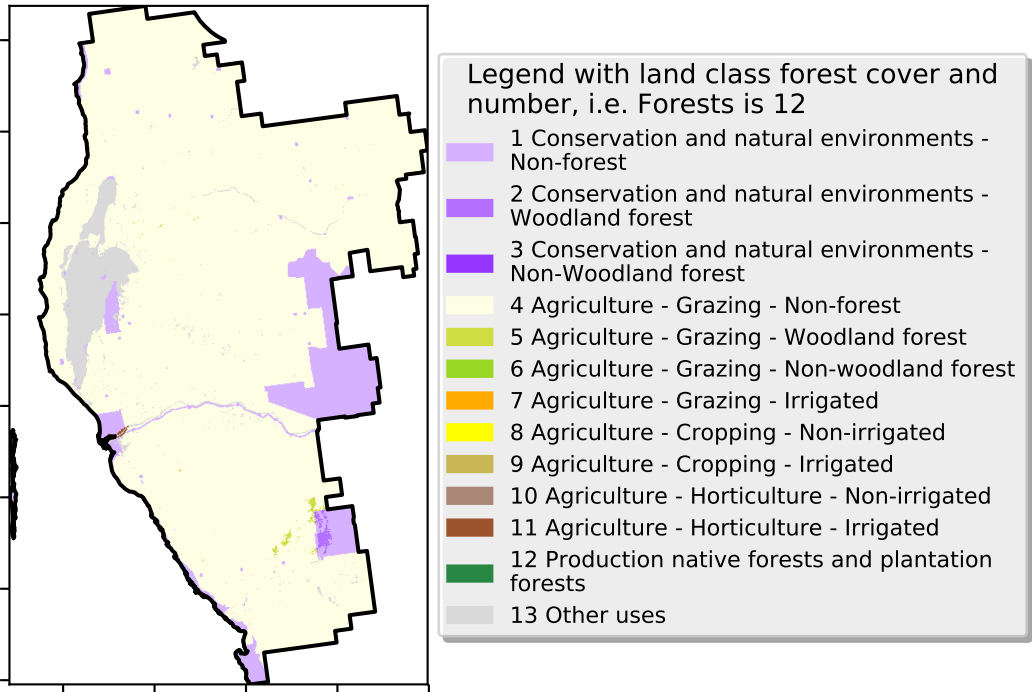 Legend with land class forest cover and
number, i.e. Forests is 12
1 Conservation and natural environments -
Non-forest
2 Conservation and natural environments -
Woodland forest
3 Conservation and natural environments -
Non-Woodland forest
4 Agriculture - Grazing - Non-forest
5 Agriculture - Grazing - Woodland forest
6 Agriculture - Grazing - Non-woodland forest
7 Agriculture - Grazing - Irrigated
8 Agriculture - Cropping - Non-irrigated
9 Agriculture - Cropping - Irrigated
10 Agriculture - Horticulture - Non-irrigated
11 Agriculture - Horticulture - Irrigated
12 Production native forests and plantation
forests
13 Other uses